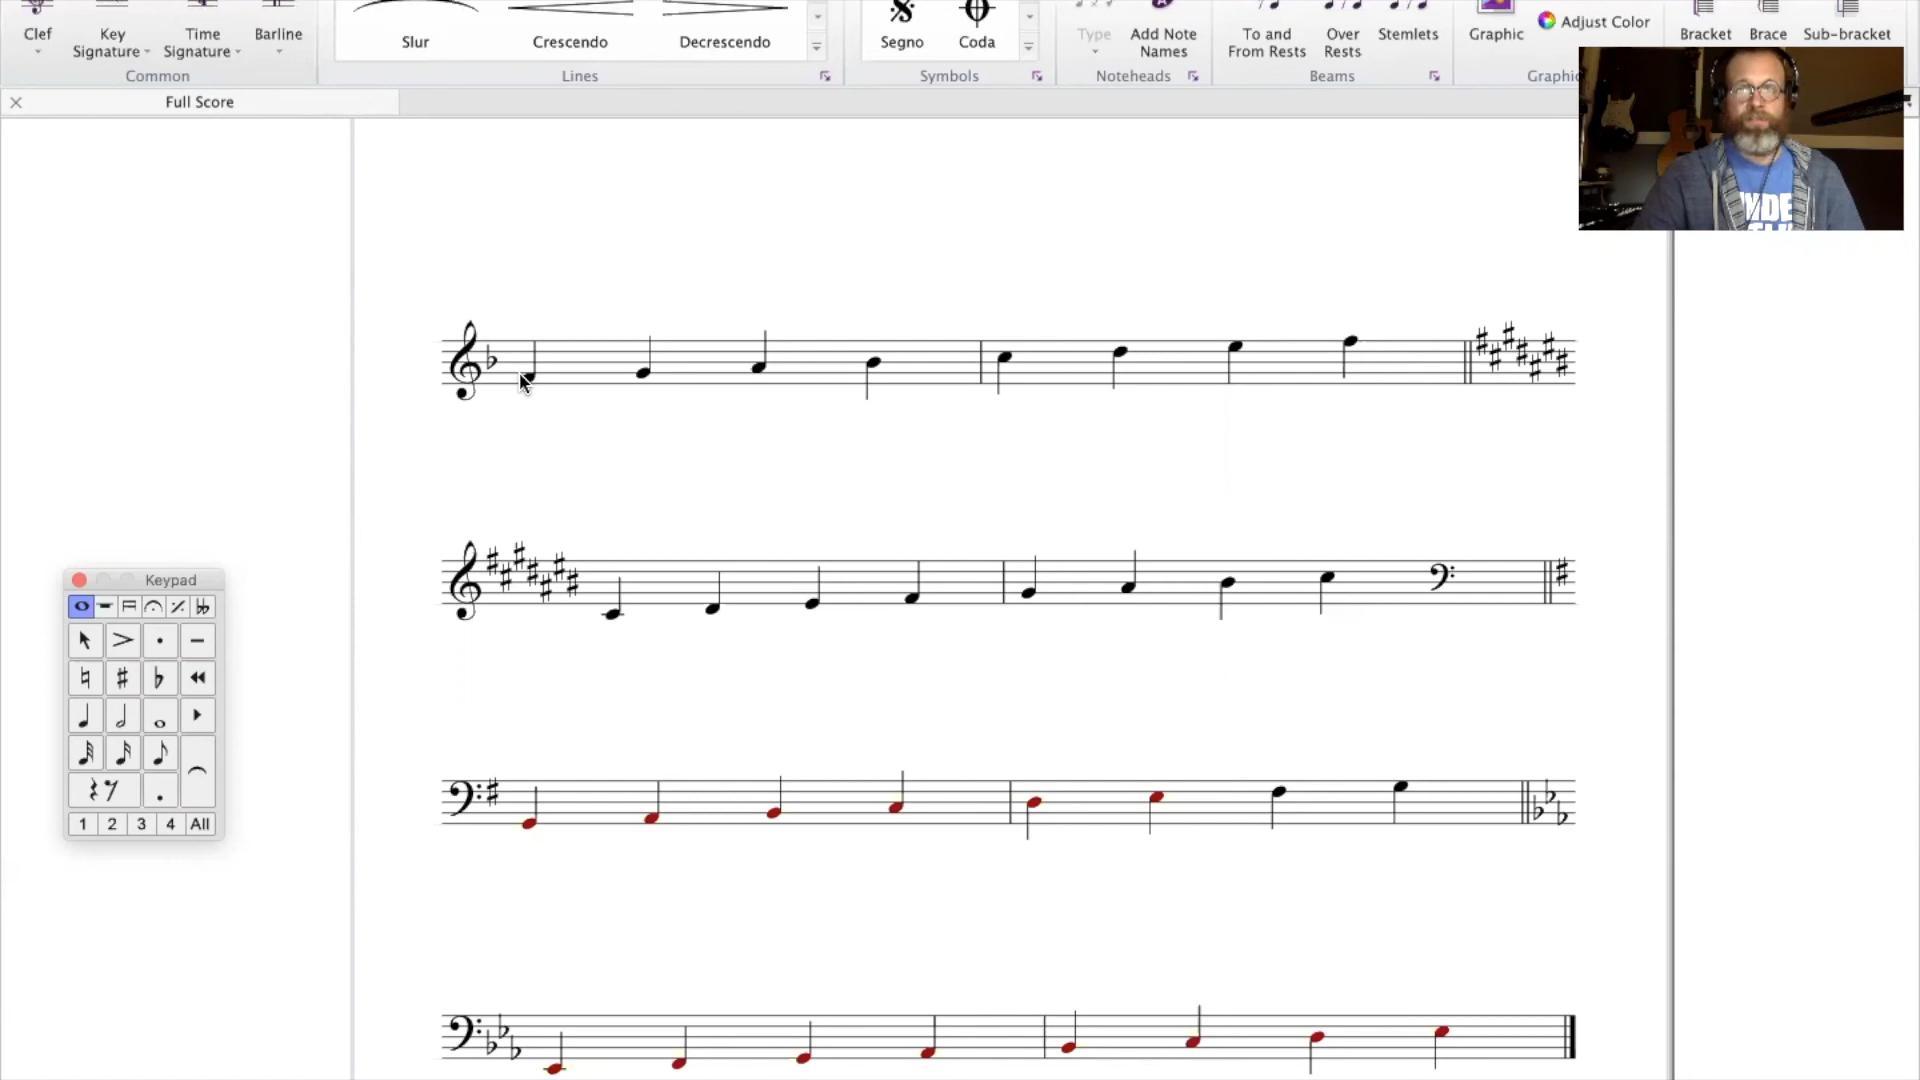 Clef
Key Signature
Time Signature
Barline
Common
Slur
Crescendo
Decrescendo
Lines
Segno
Coda
Symbols
Type
Add Note Names
Noteheads
To and From Rests
Over Rests
Stemlets
Beams
Graphic
Adjust Color
Bracket
Brace
Sub-bracket
Full Score
Keypad
1 2 3 4 All